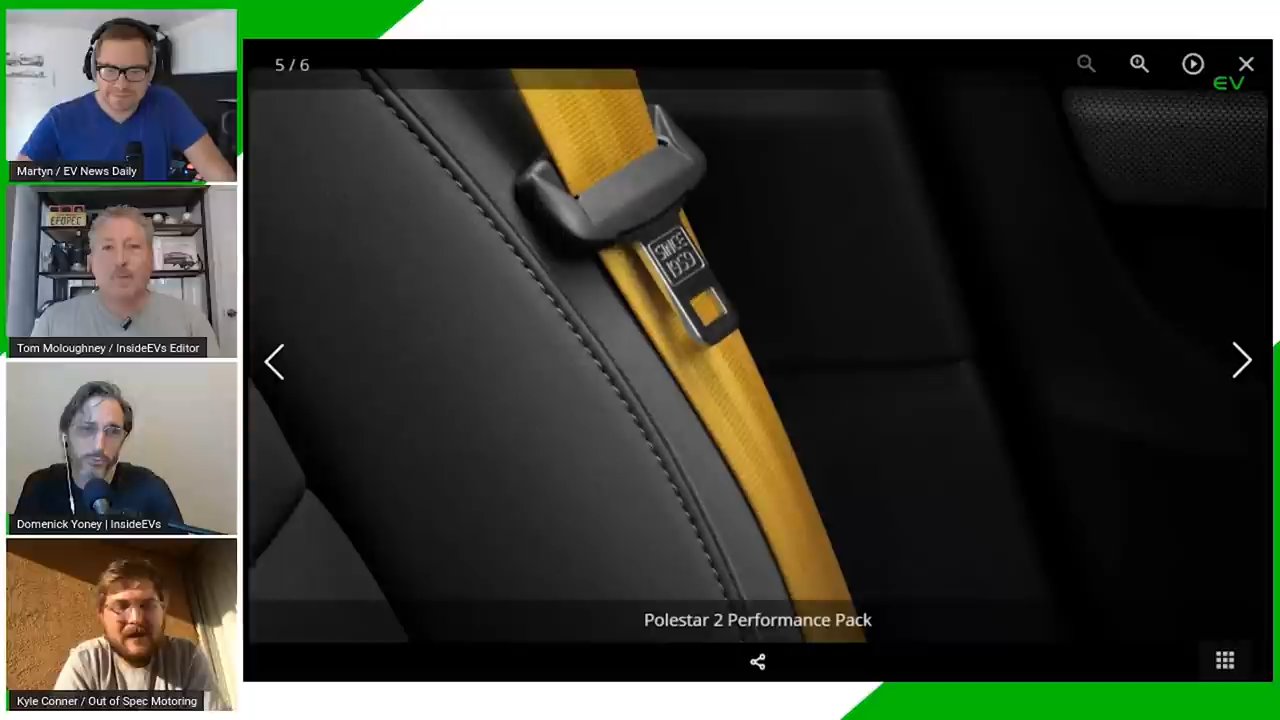 Martyn / EV News Daily
EFOPEC
Tom Moloughney / InsideEVs Editor
Domenick Yoney | InsideEVs
Kyle Conner / Out of Spec Motoring
5 / 6
EV
SINCE
1959
Polestar 2 Performance Pack